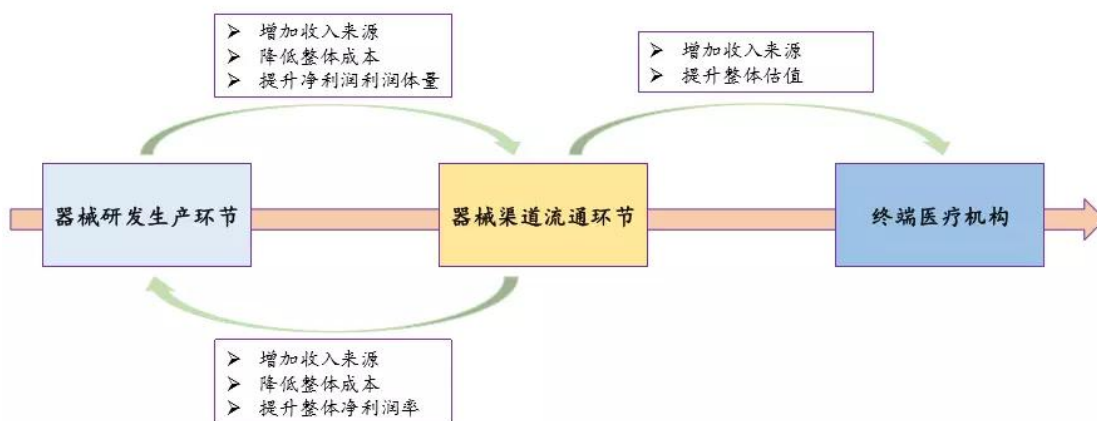 ➢ 增加收入来源
➢ 降低整体成本
➢ 提升净利润利润体量
➢ 增加收入来源
➢ 提升整体估值
器械研发生产环节
器械渠道流通环节
终端医疗机构
➢ 增加收入来源
➢ 降低整体成本
➢ 提升整体净利润率